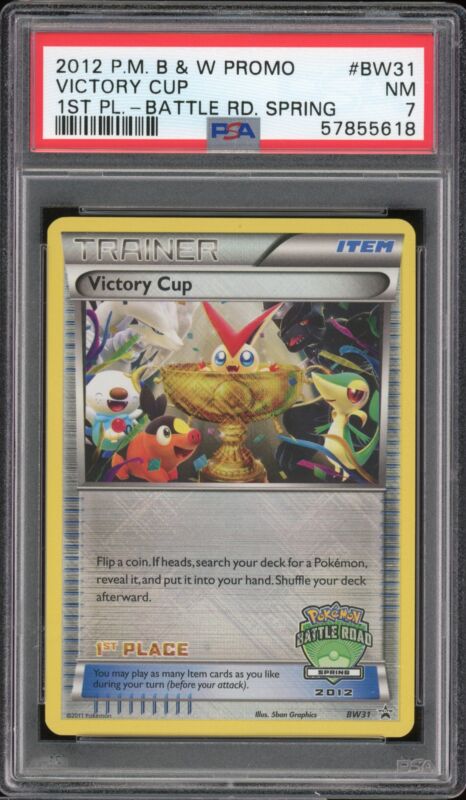 2012 P.M. B & W PROMO #BW31
VICTORY CUP NM
1ST PL. - BATTLE RD. SPRING 7
PSA 57855618
TRAINER ITEM
Victory Cup
Flip a coin. If heads, search your deck for a Pokémon,
reveal it, and put it into your hand. Shuffle your deck
afterward.
1ST PLACE
Pokémon
BATTLE ROAD
SPRING
2012
You may play as many Item cards as you like
during your turn (before your attack).
©2011 Pokémon Illus. 5ban Graphics BW31
PSA